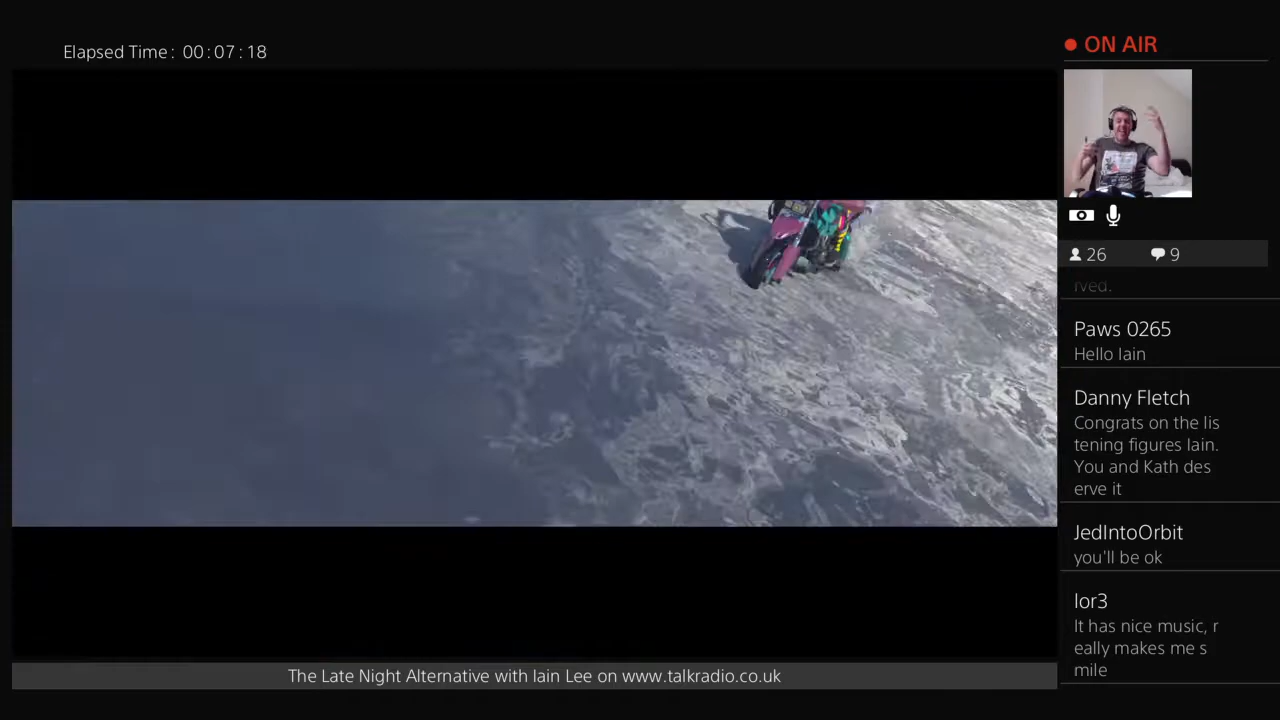 Elapsed Time: 00:07:18
ON AIR
26
9
rved.
Paws 0265
Hello Iain
Danny Fletch
Congrats on the lis
tening figures Iain.
You and Kath des
erve it
JedIntoOrbit
you'll be ok
lor3
It has nice music, r
eally makes me s
mile
The Late Night Alternative with Iain Lee on www.talkradio.co.uk